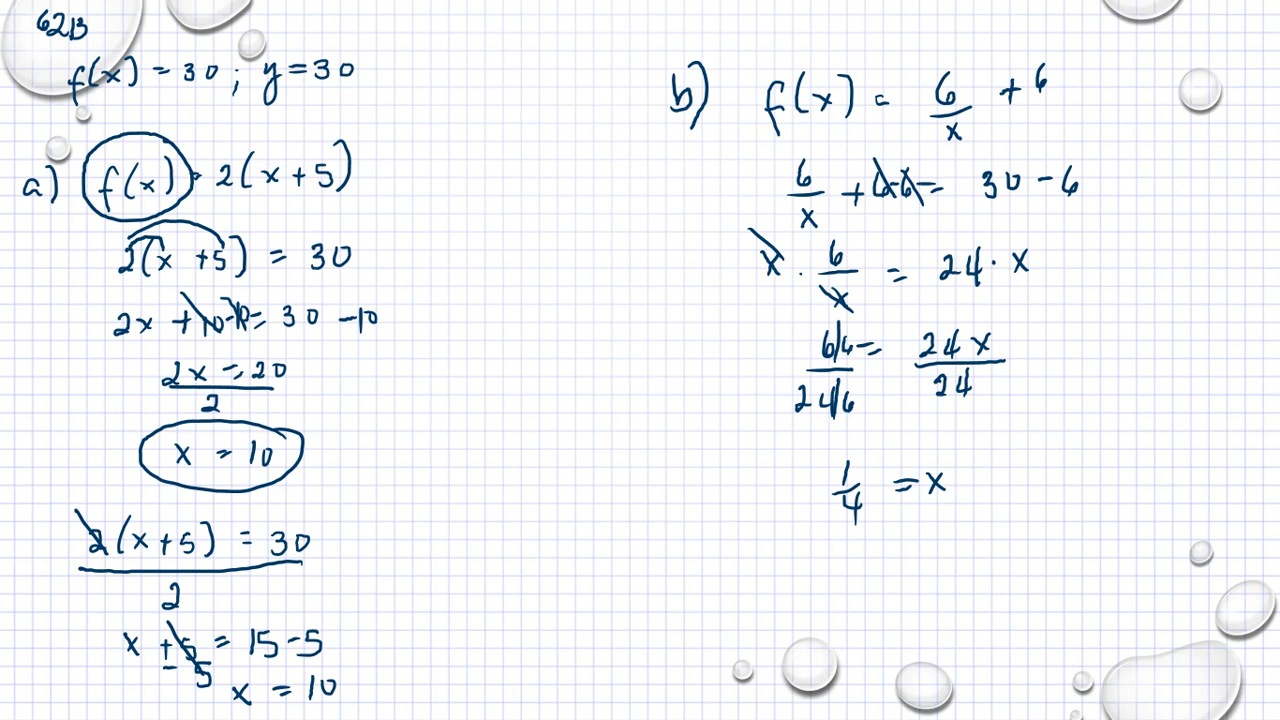 62B
f(x) = 30 ; y = 30
a) f(x) = 2(x + 5)
2(x + 5) = 30
2x + 10 - 10 = 30 - 10
2x = 20
2
x = 10
2(x + 5) = 30
2
x + 5 = 15 - 5
- 5
x = 10
b) f(x) = 6/x + 6
6/x + 6 - 6 = 30 - 6
x · 6/x = 24 · x
6/6 = 24x
24/6 24
1/4 = x